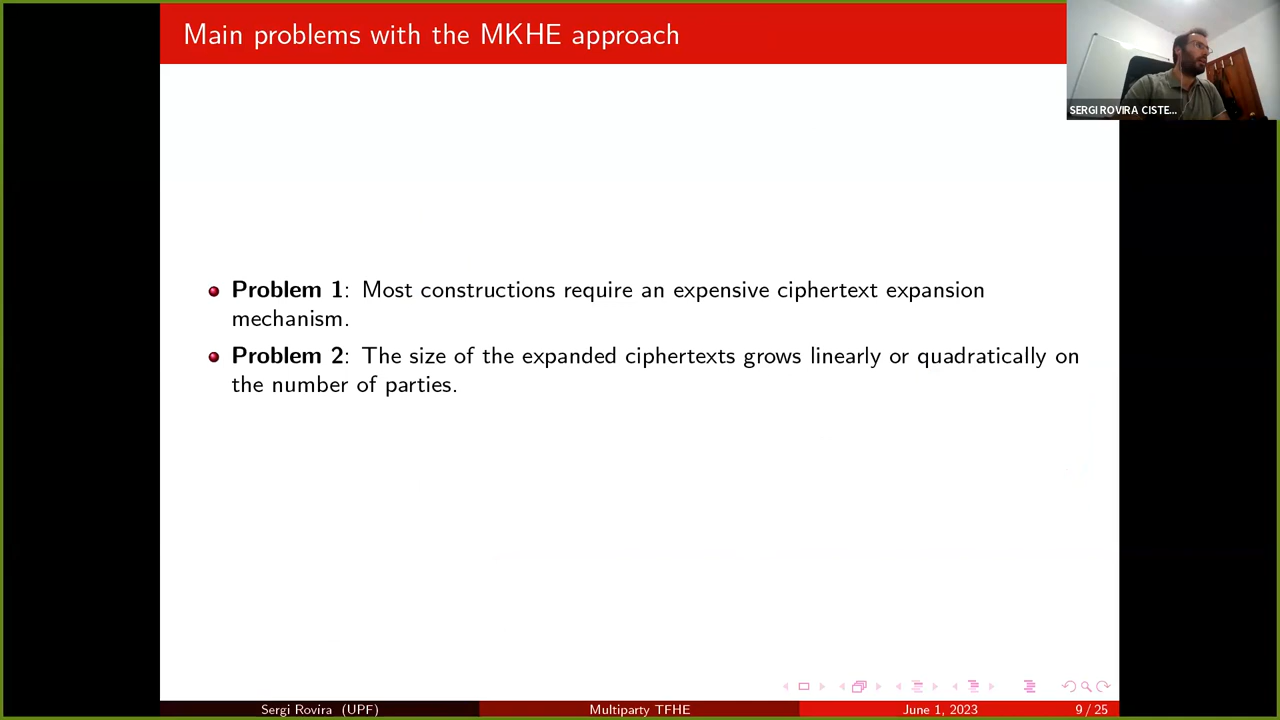 Main problems with the MKHE approach
SERGI ROVIRA CISTE...
Problem 1: Most constructions require an expensive ciphertext expansion
mechanism.
Problem 2: The size of the expanded ciphertexts grows linearly or quadratically on
the number of parties.
Sergi Rovira (UPF)
Multiparty TFHE
June 1, 2023
9 / 25